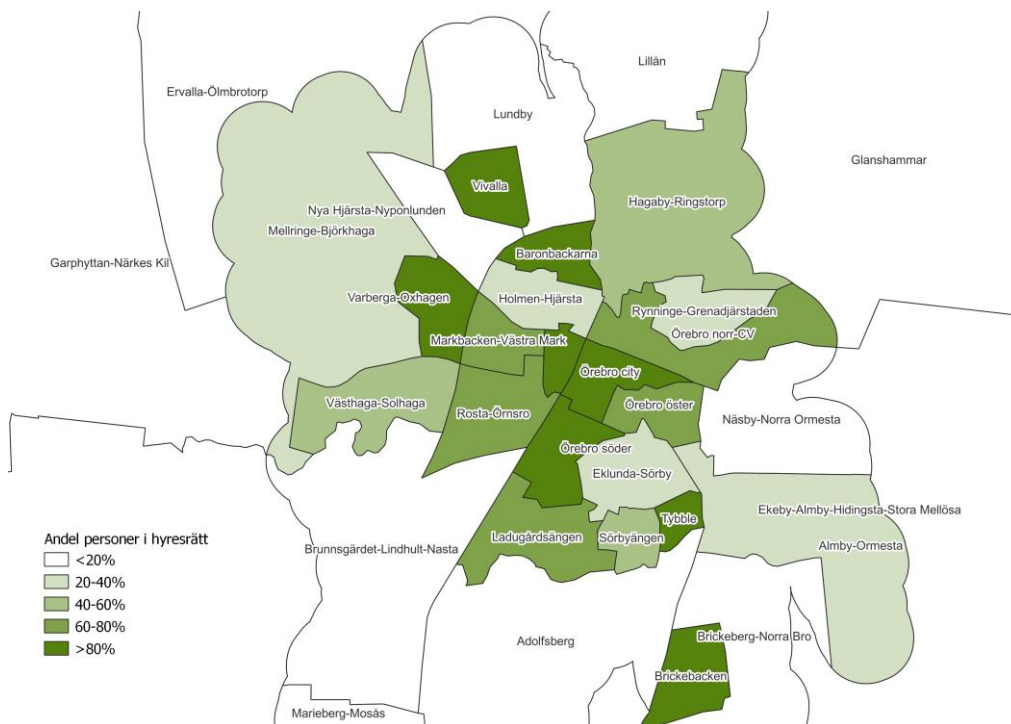 Lillån
Ervalla-Ölmbrotorp
Lundby
Glanshammar
Vivalla
Hagaby-Ringstorp
Nya Hjärsta-Nyponlunden
Mellringe-Björkhaga
Baronbackarna
Garphyttan-Närkes Kil
Varberga-Oxhagen
Holmen-Hjärsta
Rynninge-Grenadjärstaden
Örebro norr-CV
Markbacken-Västra Mark
Örebro city
Västhaga-Solhaga
Rosta-Örnsro
Örebro öster
Näsby-Norra Ormesta
Örebro söder
Eklunda-Sörby
Ekeby-Almby-Hidingsta-Stora Mellösa
Tybble
Ladugårdsängen
Sörbyängen
Almby-Ormesta
Brunnsgärdet-Lindhult-Nasta
Adolfsberg
Brickeberg-Norra Bro
Brickebacken
Marieberg-Mosås
Andel personer i hyresrätt
<20%
20-40%
40-60%
60-80%
>80%